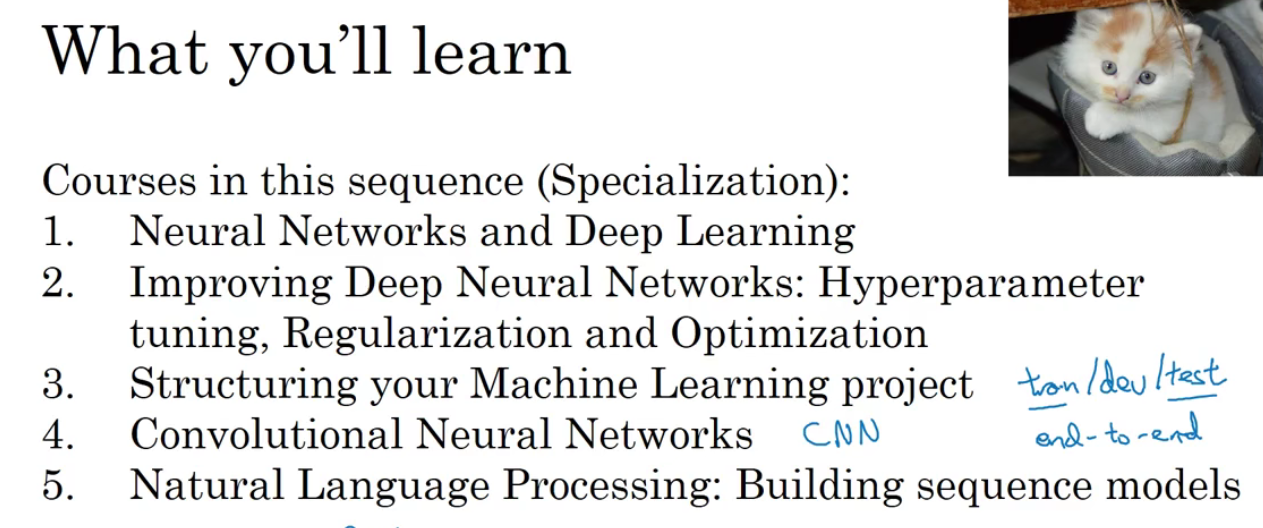 What you’ll learn
Courses in this sequence (Specialization):
1. Neural Networks and Deep Learning
2. Improving Deep Neural Networks: Hyperparameter
tuning, Regularization and Optimization
3. Structuring your Machine Learning project train/dev/test
4. Convolutional Neural Networks CNN end-to-end
5. Natural Language Processing: Building sequence models